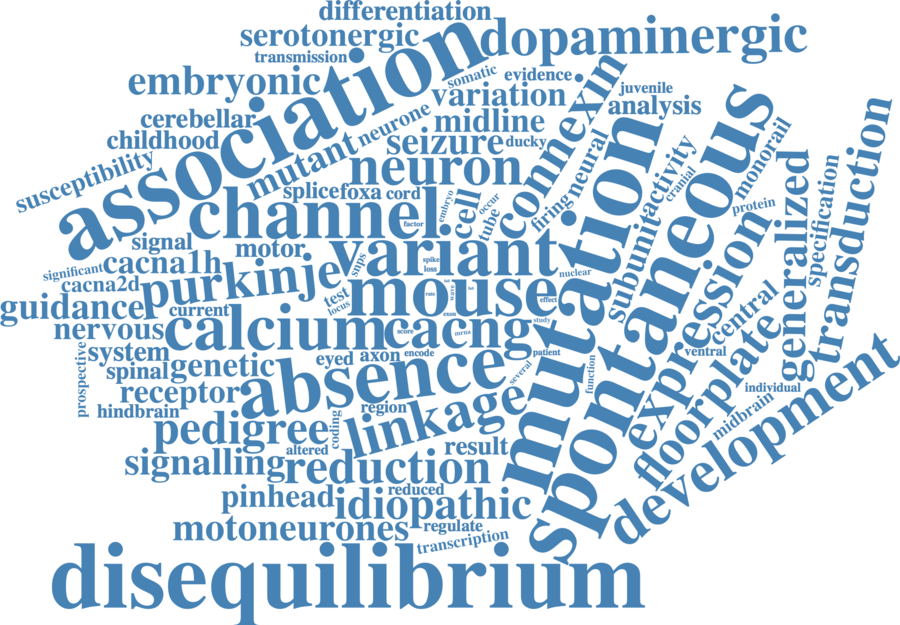 differentiation
serotonergic
dopaminergic
transmission
association
somatic
evidence
embryonic
variation
connexin
juvenile
analysis
cerebellar
neurone
midline
childhood
mutant
seizure
ducky
neural
firing
susceptibility
neuron
mutation
spontaneous
activity
cranial
monorail
transduction
splice
foxa
cord
channel
factor
embryo
cell
occur
tube
subunit
protein
generalized
specification
signal
motor
variant
spike
loss
snps
nuclear
expression
significant
cacna1h
cacna2d
purkinje
mouse
rate
wave
exon
effect
guidance
current
test
locus
nervous
calcium
score
cacng
mrna
study
central
ventral
system
spinal
genetic
eyed
axon
encode
patient
several
function
floorplate
prospective
receptor
absence
individual
midbrain
development
hindbrain
region
linkage
pedigree
coding
altered
result
signalling
reduction
pinhead
reduced
idiopathic
motoneurones
regulate
transcription
disequilibrium